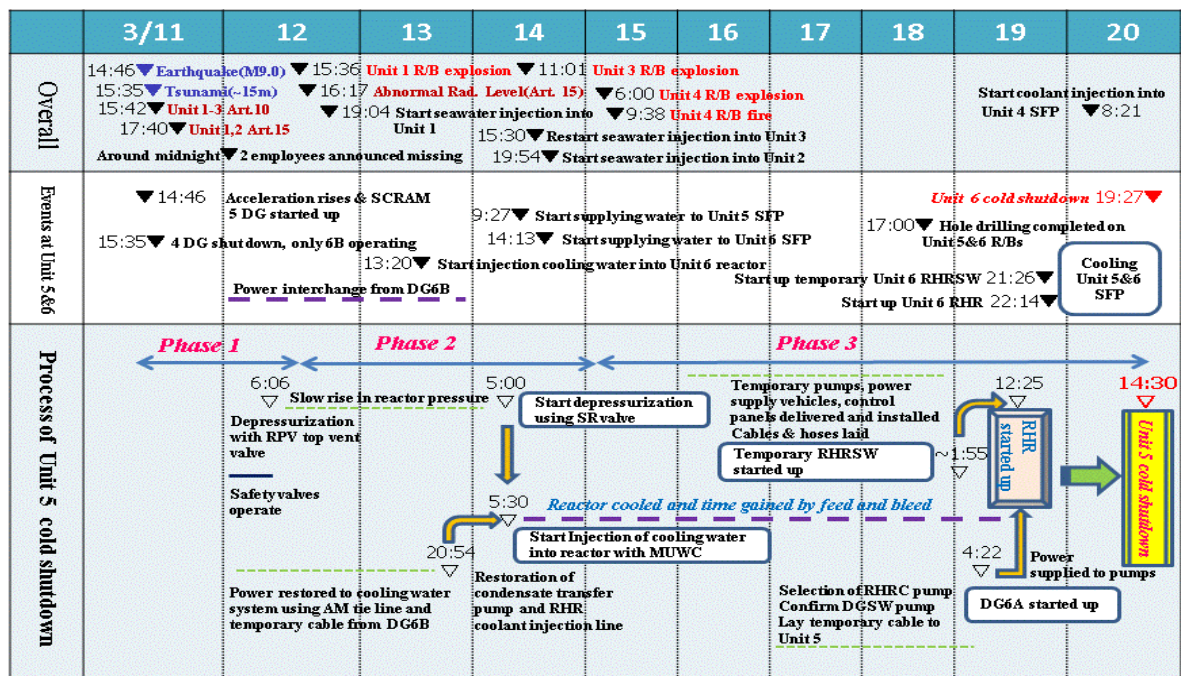 3/11 12 13 14 15 16 17 18 19 20
Overall
14:46 Earthquake(M9.0)
15:35 Tsunami(~15m)
15:42 Unit 1-3 Art.10
17:40 Unit 1,2 Art.15
Around midnight 2 employees announced missing
15:36 Unit 1 R/B explosion
16:17 Abnormal Rad. Level(Art. 15)
19:04 Start seawater injection into
Unit 1
11:01 Unit 3 R/B explosion
15:30 Restart seawater injection into Unit 3
19:54 Start seawater injection into Unit 2
6:00 Unit 4 R/B explosion
9:38 Unit 4 R/B fire
Start coolant injection into
Unit 4 SFP 8:21
Events at Unit 5&6
14:46 Acceleration rises & SCRAM
5 DG started up
15:35 4 DG shutdown, only 6B operating
13:20 Start injection cooling water into Unit 6 reactor
Power interchange from DG6B
9:27 Start supplying water to Unit 5 SFP
14:13 Start supplying water to Unit 6 SFP
Unit 6 cold shutdown 19:27
17:00 Hole drilling completed on
Unit 5&6 R/Bs
Start up temporary Unit 6 RHRSW 21:26
Start up Unit 6 RHR 22:14
Cooling
Unit 5&6
SFP
Process of Unit 5 cold shutdown
Phase 1
Phase 2
Phase 3
6:06
Depressurization
with RPV top vent
valve
Safety valves
operate
Slow rise in reactor pressure
5:00
Start depressurization
using SR valve
5:30
Reactor cooled and time gained by feed and bleed
Start Injection of cooling water
into reactor with MUWC
20:54
Power restored to cooling water
system using AM tie line and
temporary cable from DG6B
Restoration of
condensate transfer
pump and RHR
coolant injection line
Temporary pumps, power
supply vehicles, control
panels delivered and installed
Cables & hoses laid
Temporary RHRSW
started up
~1:55
12:25
RHR
started up
14:30
Unit 5 cold shutdown
4:22
Power
supplied to pumps
DG6A started up
Selection of RHRC pump
Confirm DGSW pump
Lay temporary cable to
Unit 5